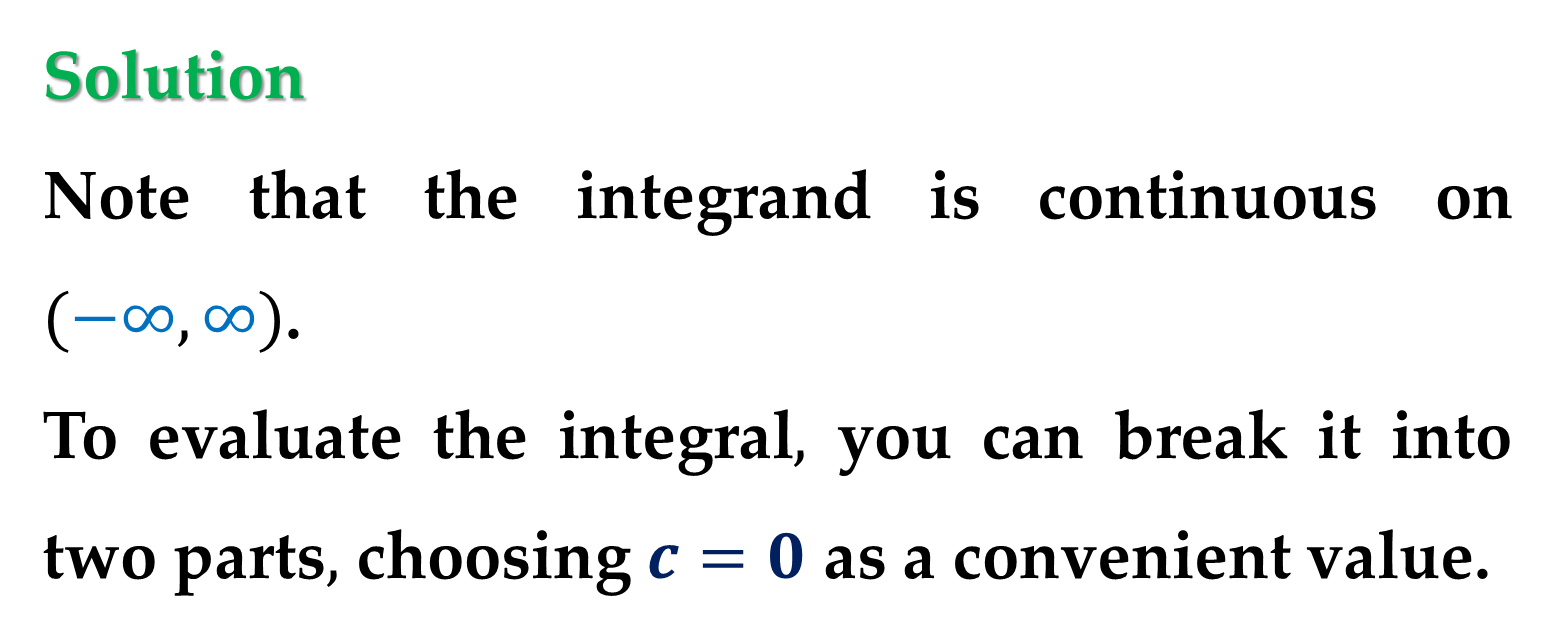 Solution
Note that the integrand is continuous on
(−∞, ∞).
To evaluate the integral, you can break it into
two parts, choosing c = 0 as a convenient value.